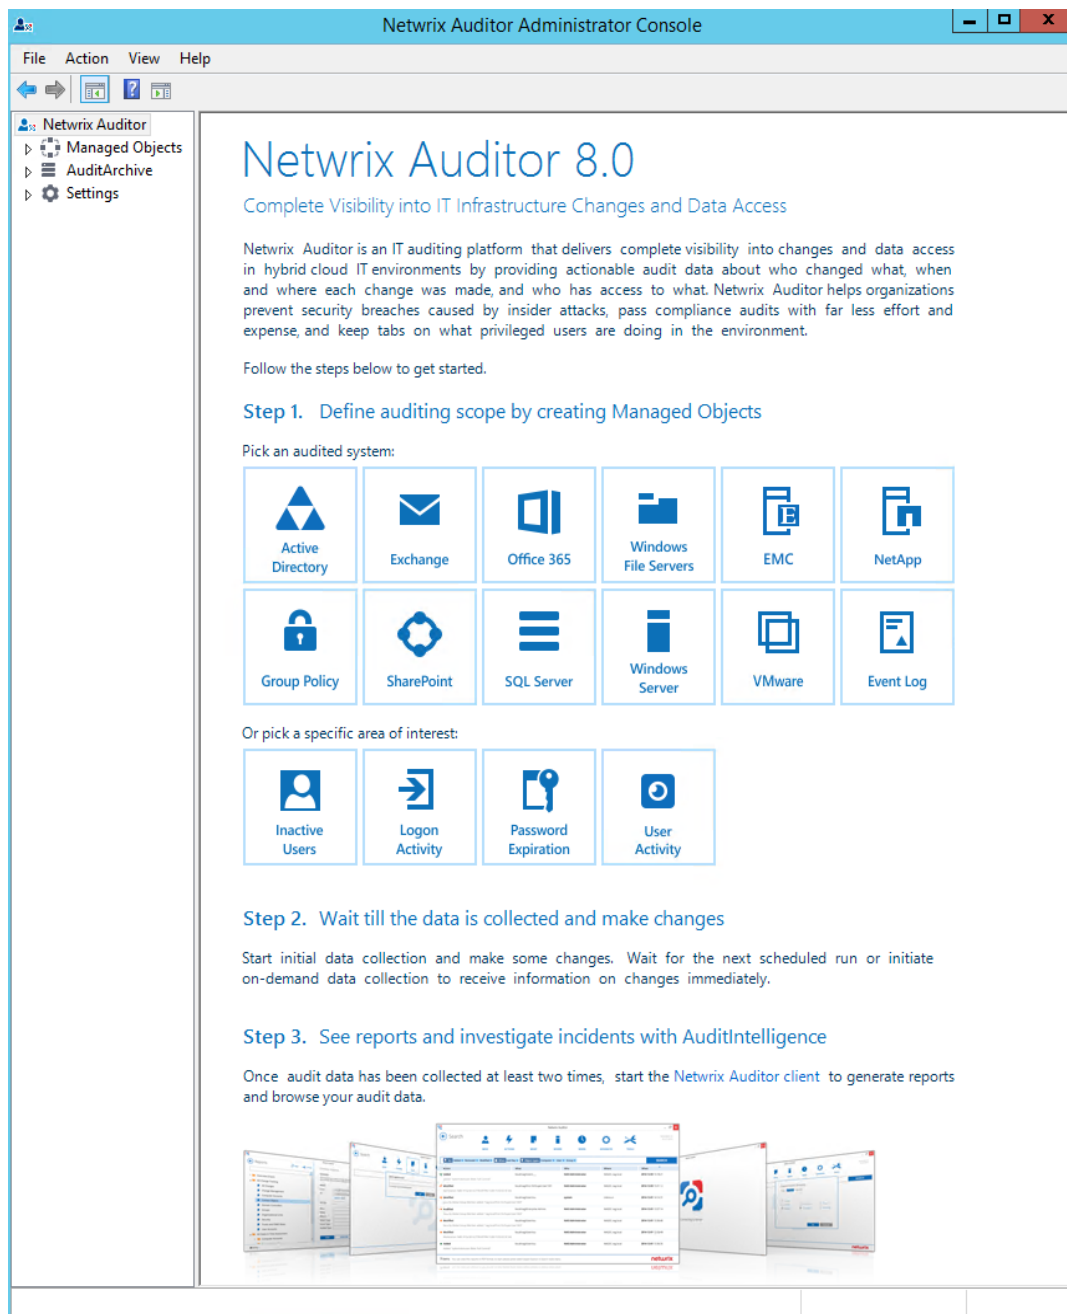 Netwrix Auditor Administrator Console
File Action View Help
Netwrix Auditor
Managed Objects
AuditArchive
Settings
Netwrix Auditor 8.0
Complete Visibility into IT Infrastructure Changes and Data Access
Netwrix Auditor is an IT auditing platform that delivers complete visibility into changes and data access
in hybrid cloud IT environments by providing actionable audit data about who changed what, when
and where each change was made, and who has access to what. Netwrix Auditor helps organizations
prevent security breaches caused by insider attacks, pass compliance audits with far less effort and
expense, and keep tabs on what privileged users are doing in the environment.
Follow the steps below to get started.
Step 1. Define auditing scope by creating Managed Objects
Pick an audited system:
Active
Directory
Exchange
Office 365
Windows
File Servers
E
EMC
NetApp
Group Policy
SharePoint
SQL Server
Windows
Server
VMware
Event Log
Or pick a specific area of interest:
Inactive
Users
Logon
Activity
Password
Expiration
User
Activity
Step 2. Wait till the data is collected and make changes
Start initial data collection and make some changes. Wait for the next scheduled run or initiate
on-demand data collection to receive information on changes immediately.
Step 3. See reports and investigate incidents with AuditIntelligence
Once audit data has been collected at least two times, start the Netwrix Auditor client to generate reports
and browse your audit data.
Search
netwrix